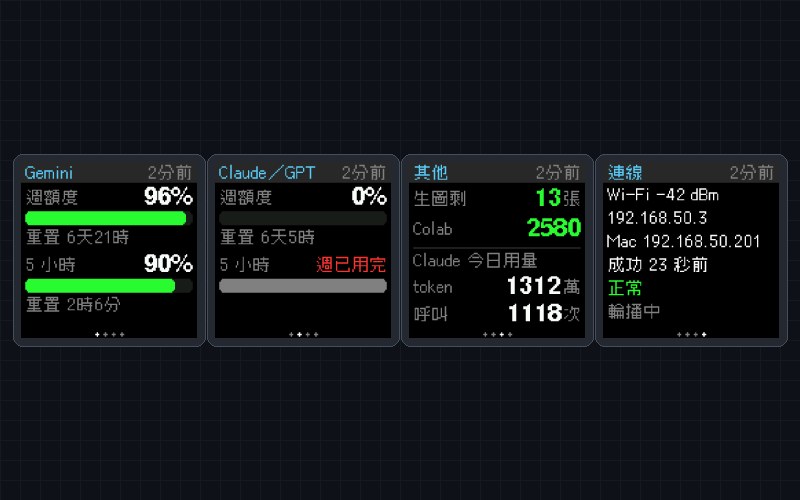 Gemini 2分前
週額度 96%
重置 6天21時
5 小時 90%
重置 2時6分
Claude／GPT 2分前
週額度 0%
重置 6天5時
5 小時 週已用完
其他 2分前
生圖剩 13張
Colab 2580
Claude 今日用量
token 1312萬
呼叫 1118次
連線 2分前
Wi-Fi -42 dBm
192.168.50.3
Mac 192.168.50.201
成功 23 秒前
正常
輪播中